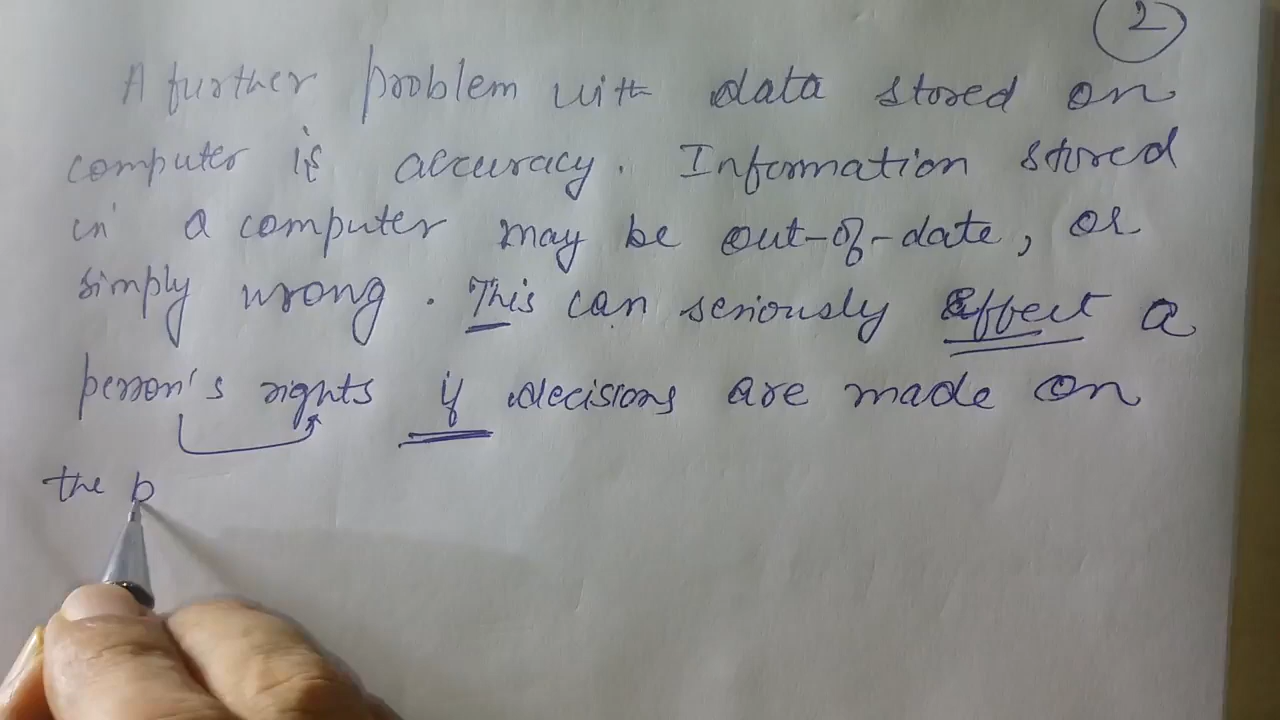 2
A further problem with data stored on
computer is accuracy. Information stored
in a computer may be out-of-date, or
simply wrong. This can seriously affect a
person's rights if decisions are made on
the b